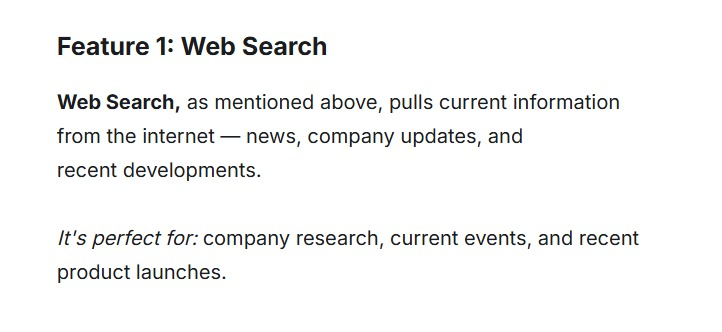 Feature 1: Web Search
Web Search, as mentioned above, pulls current information
from the internet — news, company updates, and
recent developments.
It's perfect for: company research, current events, and recent
product launches.